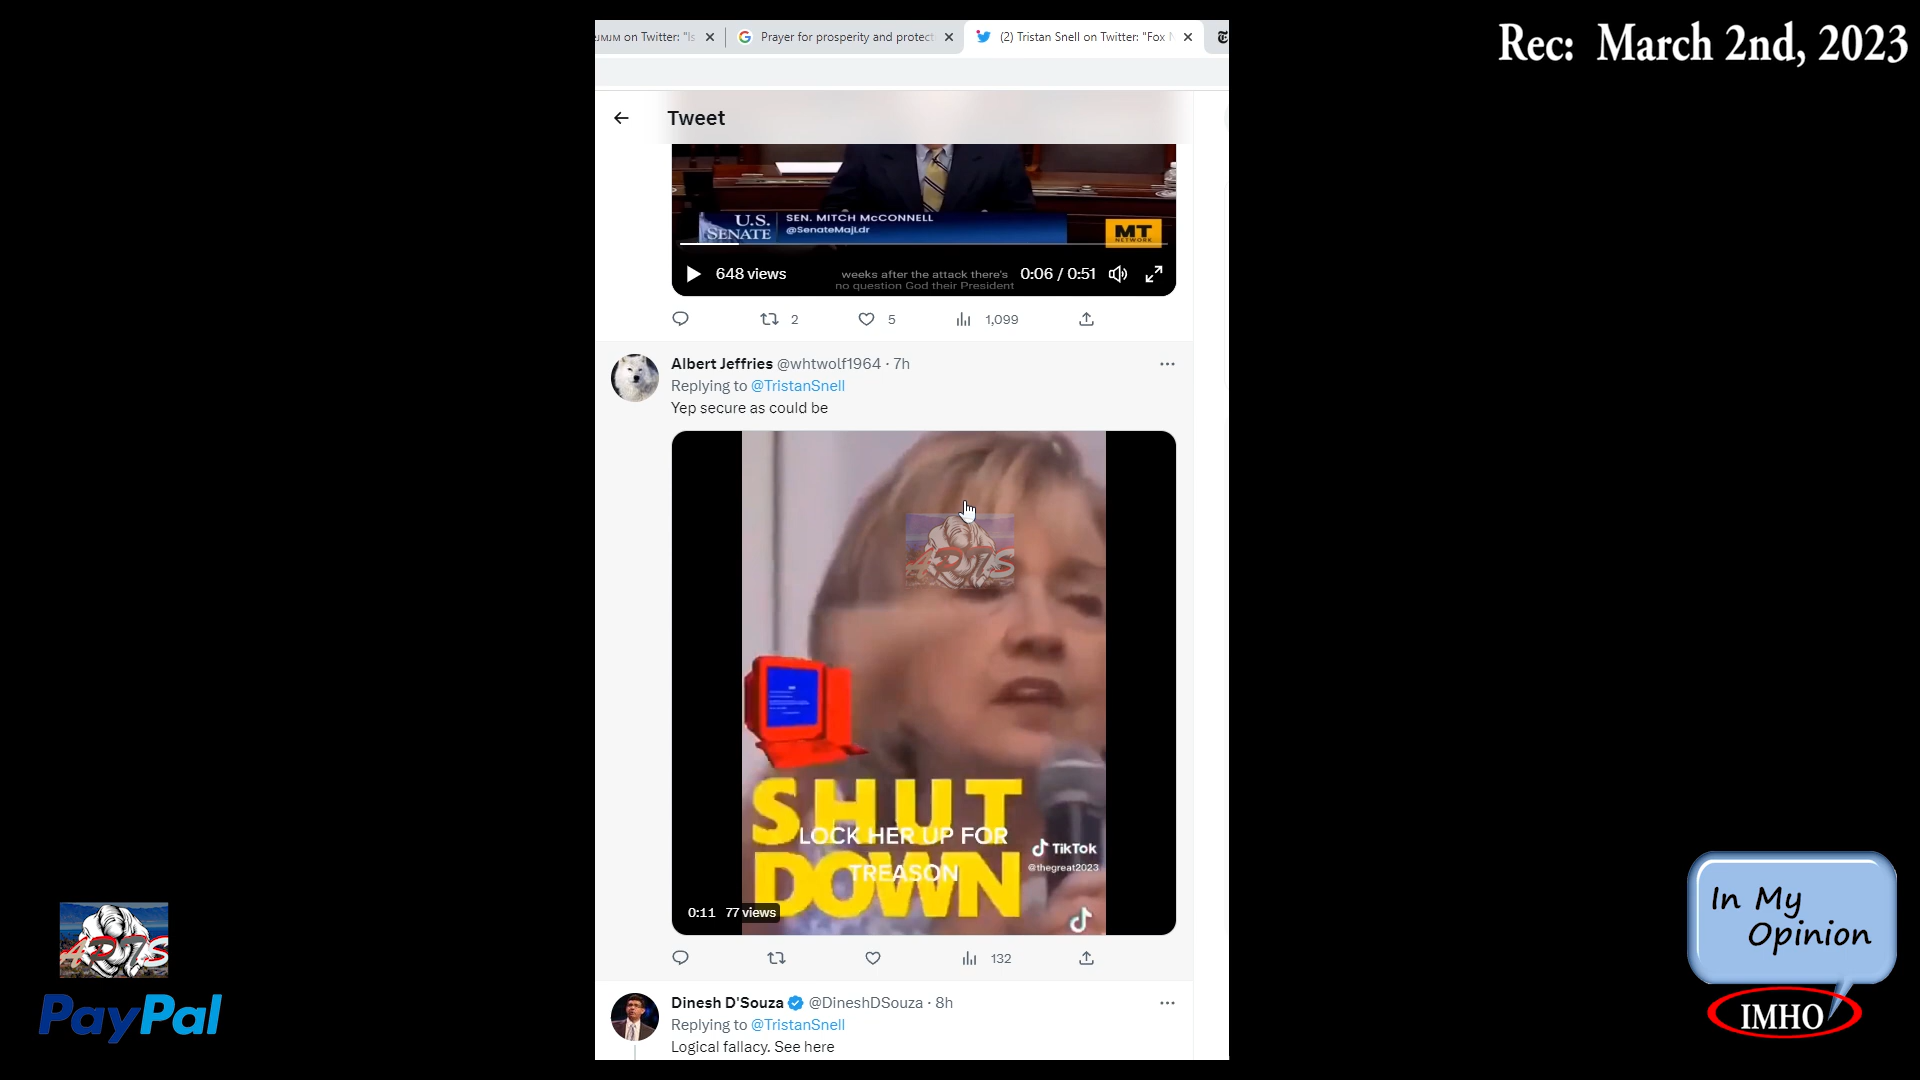 Rec: March 2nd, 2023
on Twitter: "Is
Prayer for prosperity and protect
(2) Tristan Snell on Twitter: "Fox N
Tweet
U.S. SENATE
SEN. MITCH McCONNELL
@SenateMajLdr
MT
NETWORK
648 views
weeks after the attack there's
no question God their President
0:06 / 0:51
2
5
1,099
Albert Jeffries @whtwolf1964 · 7h
Replying to @TristanSnell
Yep secure as could be
SHUT
DOWN
LOCK HER UP FOR
TREASON
TikTok
@thegreat2023
0:11 77 views
132
Dinesh D'Souza @DineshDSouza · 8h
Replying to @TristanSnell
Logical fallacy. See here
PayPal
In My
Opinion
IMHO